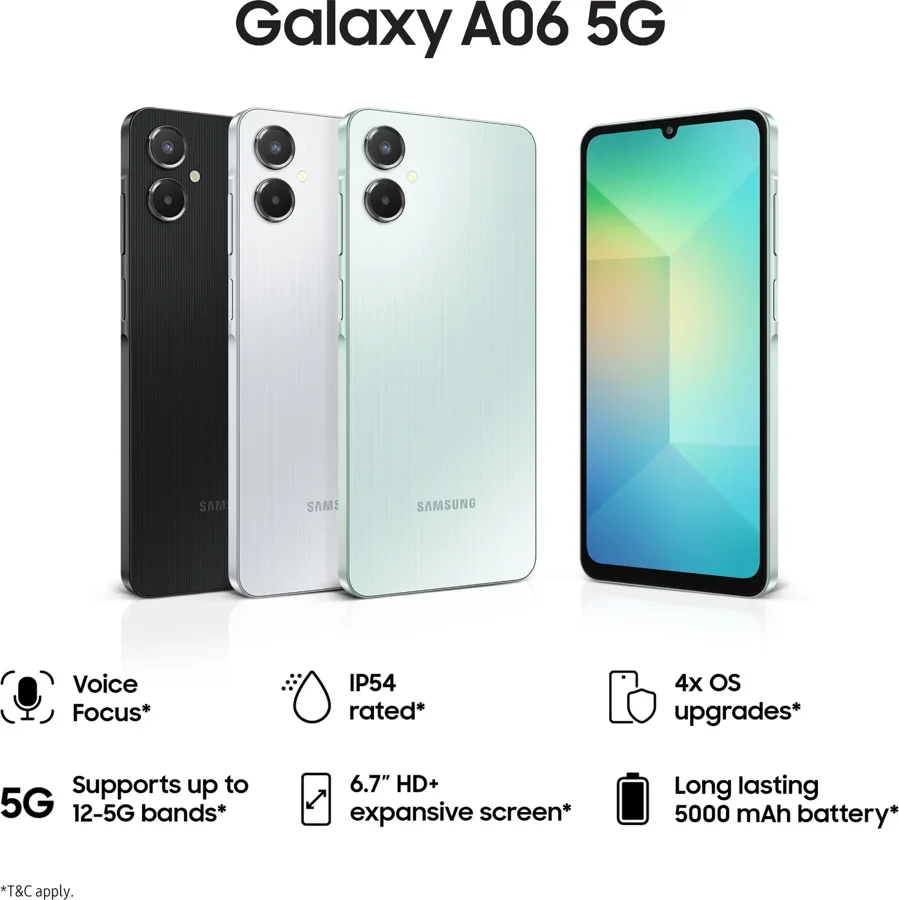 Galaxy A06 5G
SAMS
SAMS
SAMSUNG
Voice
Focus*
IP54
rated*
4x OS
upgrades*
5G
Supports up to
12-5G bands*
6.7” HD+
expansive screen*
Long lasting
5000 mAh battery*
*T&C apply.